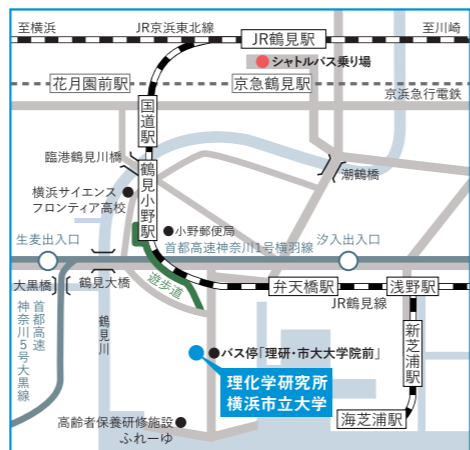 至横浜
JR京浜東北線
JR鶴見駅
至川崎
シャトルバス乗り場
花月園前駅
京急鶴見駅
京浜急行電鉄
国道駅
臨港鶴見川橋
鶴見小野駅
潮鶴橋
横浜サイエンス
フロンティア高校
小野郵便局
生麦出入口
首都高速神奈川1号横羽線
汐入出入口
大黒橋
鶴見大橋
遊歩道
弁天橋駅
浅野駅
JR鶴見線
首都高速
神奈川5号大黒線
鶴見川
新芝浦駅
バス停「理研・市大大学院前」
理化学研究所
横浜市立大学
高齢者保養研修施設
ふれーゆ
海芝浦駅